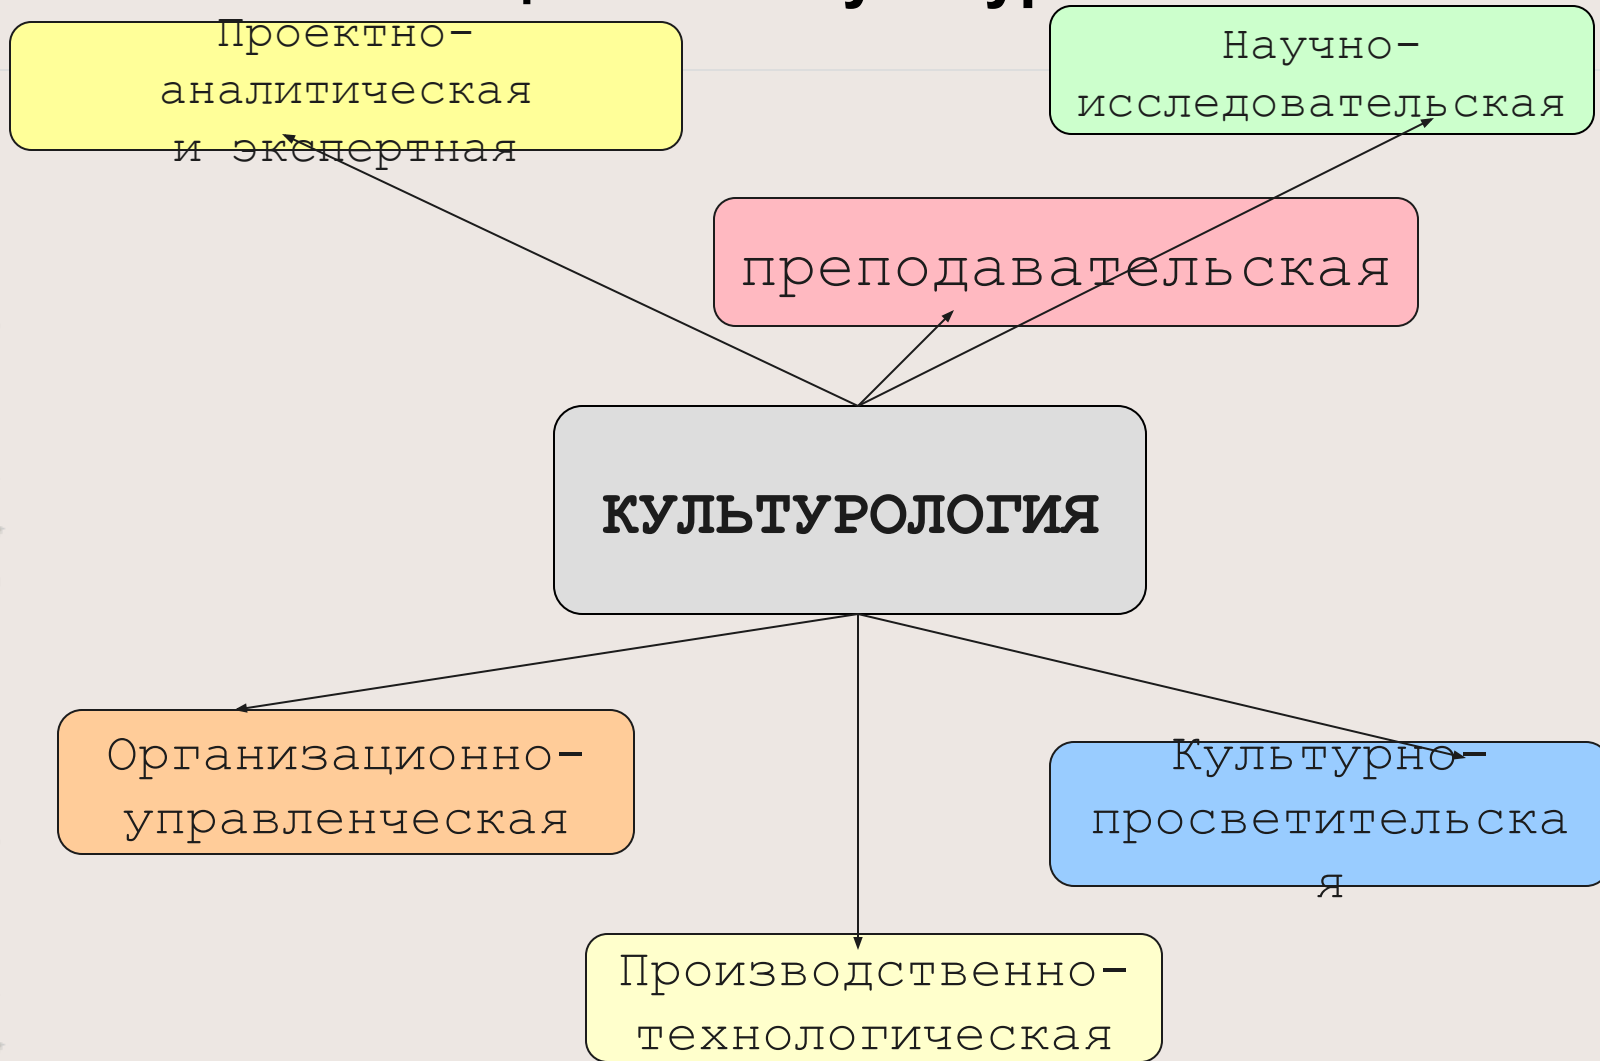 Проектно-
аналитическая
и экспертная
Научно-
исследовательская
преподавательская
КУЛЬТУРОЛОГИЯ
Организационно-
управленческая
Культурно-
просветительска
я
Производственно-
технологическая